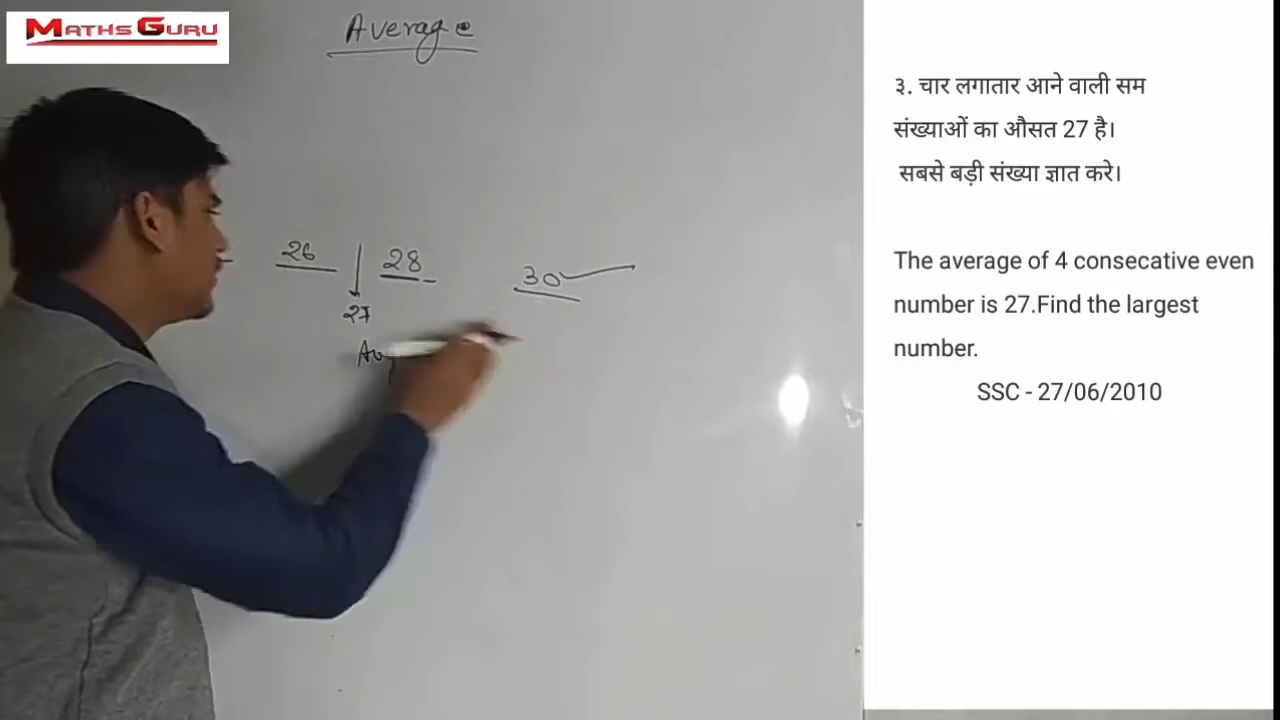 MATHS GURU
Average
26 28 30
27
३. चार लगातार आने वाली सम
संख्याओं का औसत 27 है।
सबसे बड़ी संख्या ज्ञात करे।
The average of 4 consecative even
number is 27.Find the largest
number.
SSC - 27/06/2010